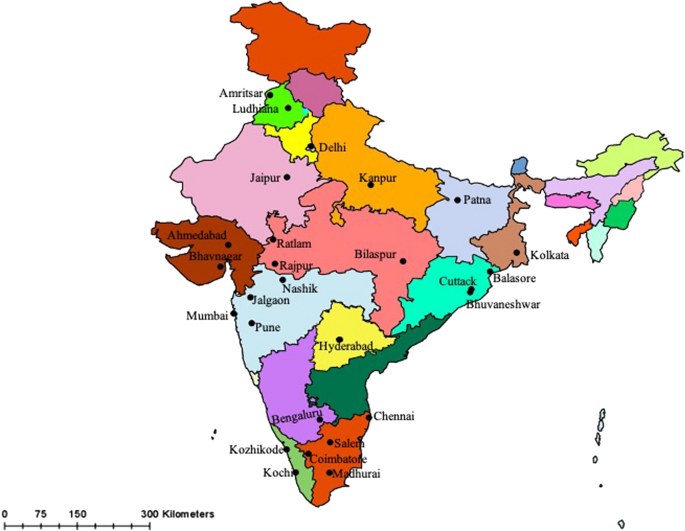 Amritsar
Ludhiana
Delhi
Jaipur
Kanpur
Patna
Ahmedabad
Ratlam
Bhavnagar
Rajpur
Bilaspur
Kolkata
Nashik
Cuttack
Balasore
Jalgaon
Bhuvaneshwar
Mumbai
Pune
Hyderabad
Bengaluru
Chennai
Kozhikode
Salem
Coimbatore
Kochi
Madhurai
0 75 150 300 Kilometers